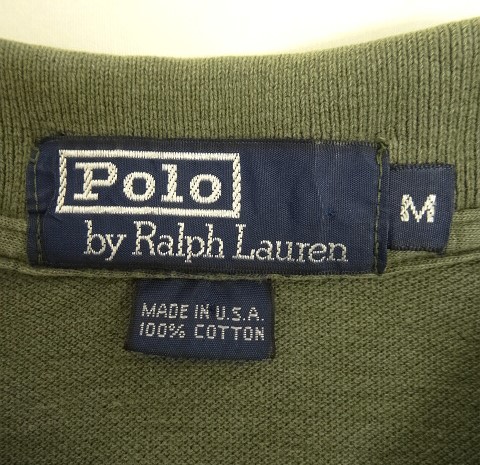 Polo
by Ralph Lauren
M
MADE IN U.S.A.
100% COTTON